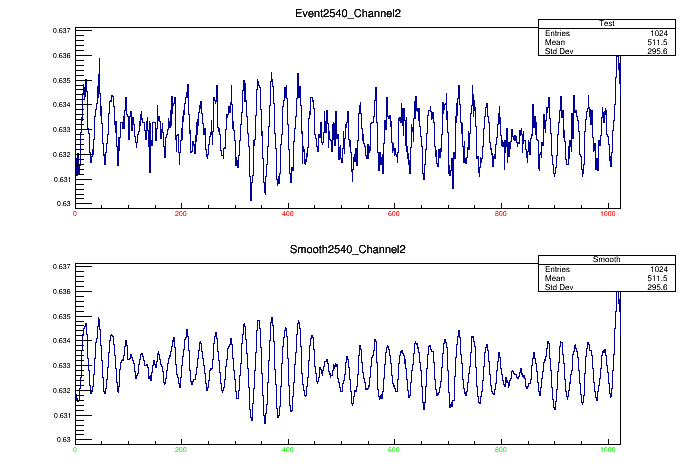 Event2540_Channel2
Test
Entries 1024
Mean 511.5
Std Dev 295.6
0.637
0.636
0.635
0.634
0.633
0.632
0.631
0.63
0 200 400 600 800 1000
Smooth2540_Channel2
Smooth
Entries 1024
Mean 511.5
Std Dev 295.6
0.637
0.636
0.635
0.634
0.633
0.632
0.631
0.63
0 200 400 600 800 1000